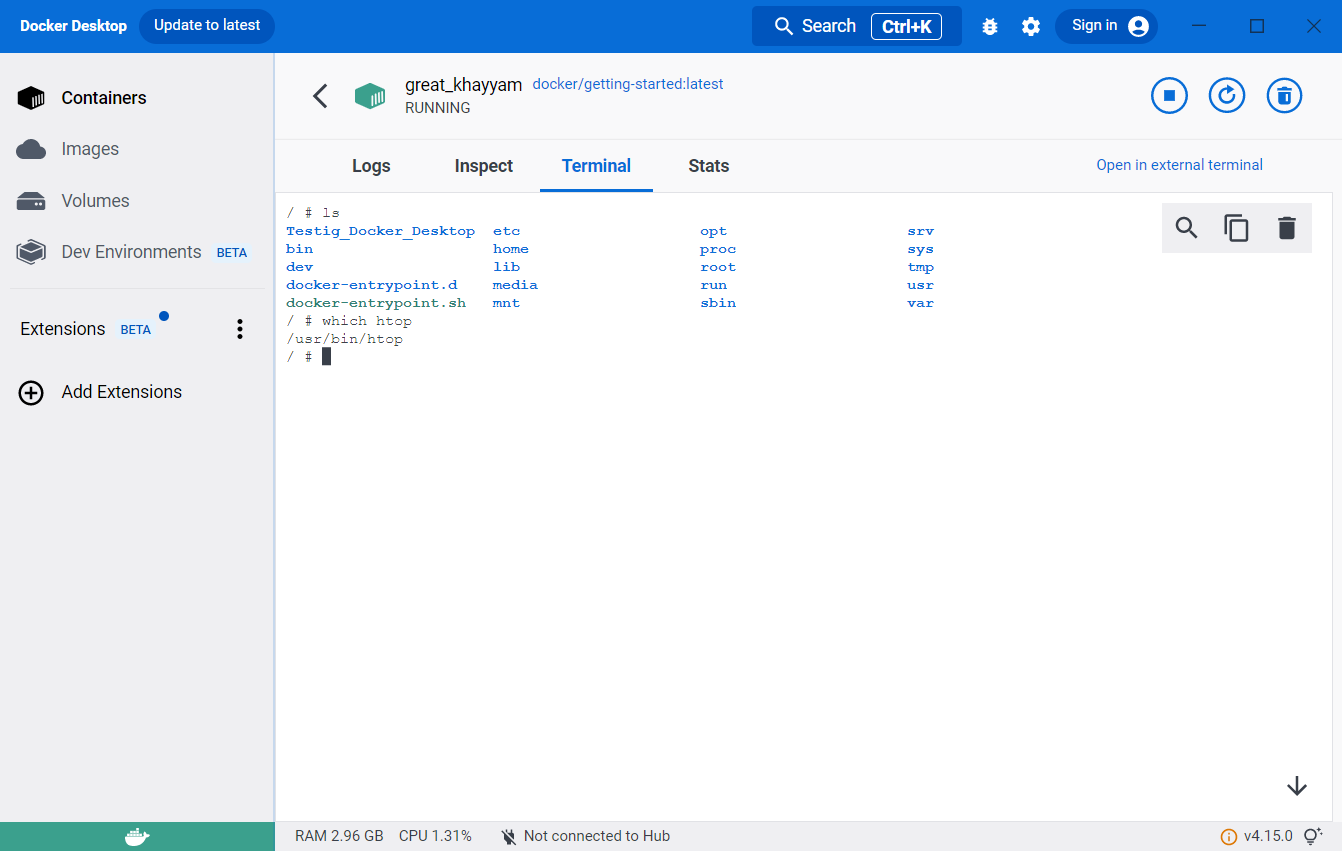 Docker Desktop Update to latest Search Ctrl+K Sign in
Containers
Images
Volumes
Dev Environments BETA
Extensions BETA
Add Extensions
great_khayyam docker/getting-started:latest
RUNNING
Logs Inspect Terminal Stats Open in external terminal
/ # ls
Testig_Docker_Desktop etc opt srv
bin home proc sys
dev lib root tmp
docker-entrypoint.d media run usr
docker-entrypoint.sh mnt sbin var
/ # which htop
/usr/bin/htop
/ #
RAM 2.96 GB CPU 1.31% Not connected to Hub v4.15.0